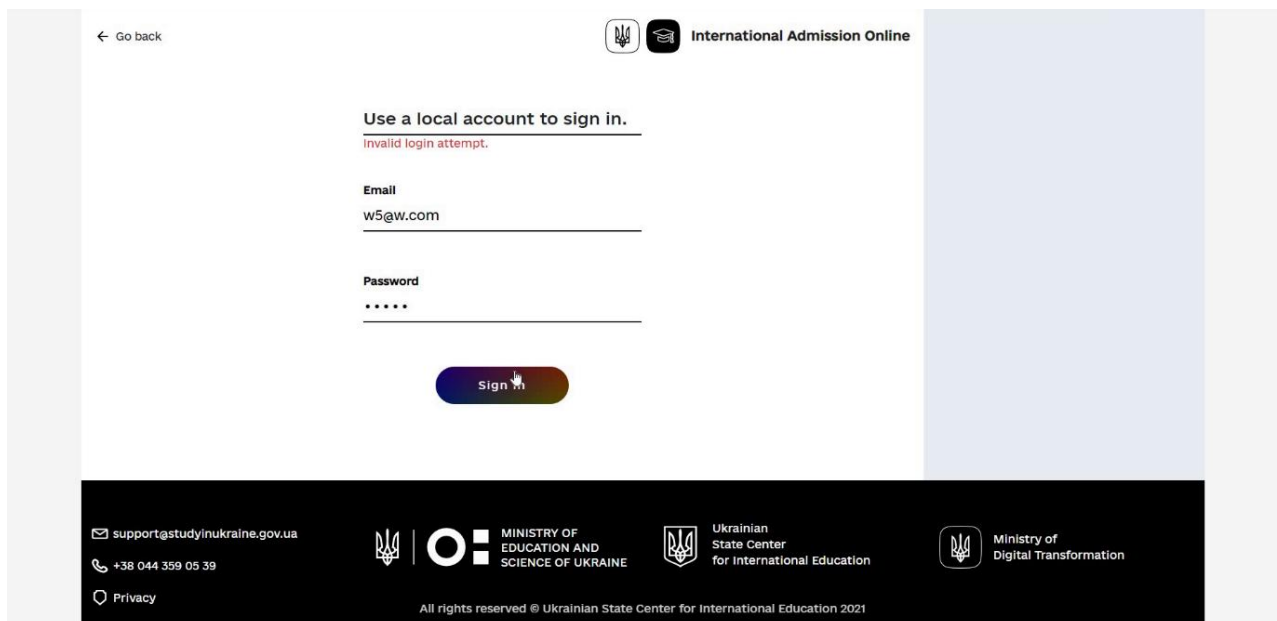 ← Go back
International Admission Online
Use a local account to sign in.
Invalid login attempt.
Email
w5@w.com
Password
•••••
Sign in
support@studyinukraine.gov.ua
+38 044 359 05 39
Privacy
MINISTRY OF
EDUCATION AND
SCIENCE OF UKRAINE
Ukrainian
State Center
for International Education
Ministry of
Digital Transformation
All rights reserved © Ukrainian State Center for International Education 2021